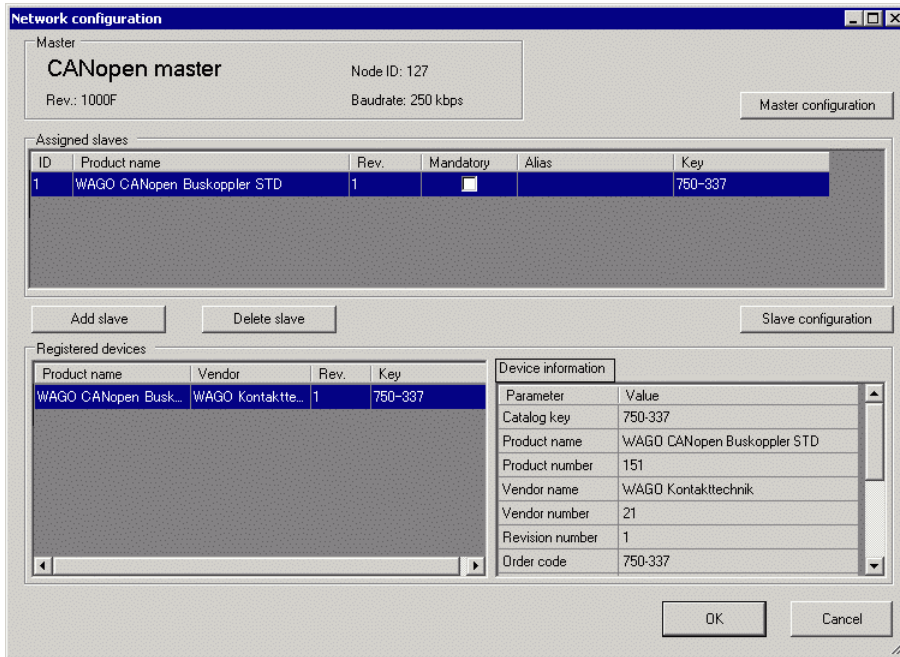 Network configuration
Master
CANopen master
Node ID: 127
Rev.: 1000F
Baudrate: 250 kbps
Master configuration
Assigned slaves
ID Product name Rev. Mandatory Alias Key
1 WAGO CANopen Buskoppler STD 1 750-337
Add slave Delete slave Slave configuration
Registered devices
Product name Vendor Rev. Key
WAGO CANopen Busk... WAGO Kontaktte... 1 750-337
Device information
Parameter Value
Catalog key 750-337
Product name WAGO CANopen Buskoppler STD
Product number 151
Vendor name WAGO Kontakttechnik
Vendor number 21
Revision number 1
Order code 750-337
OK Cancel